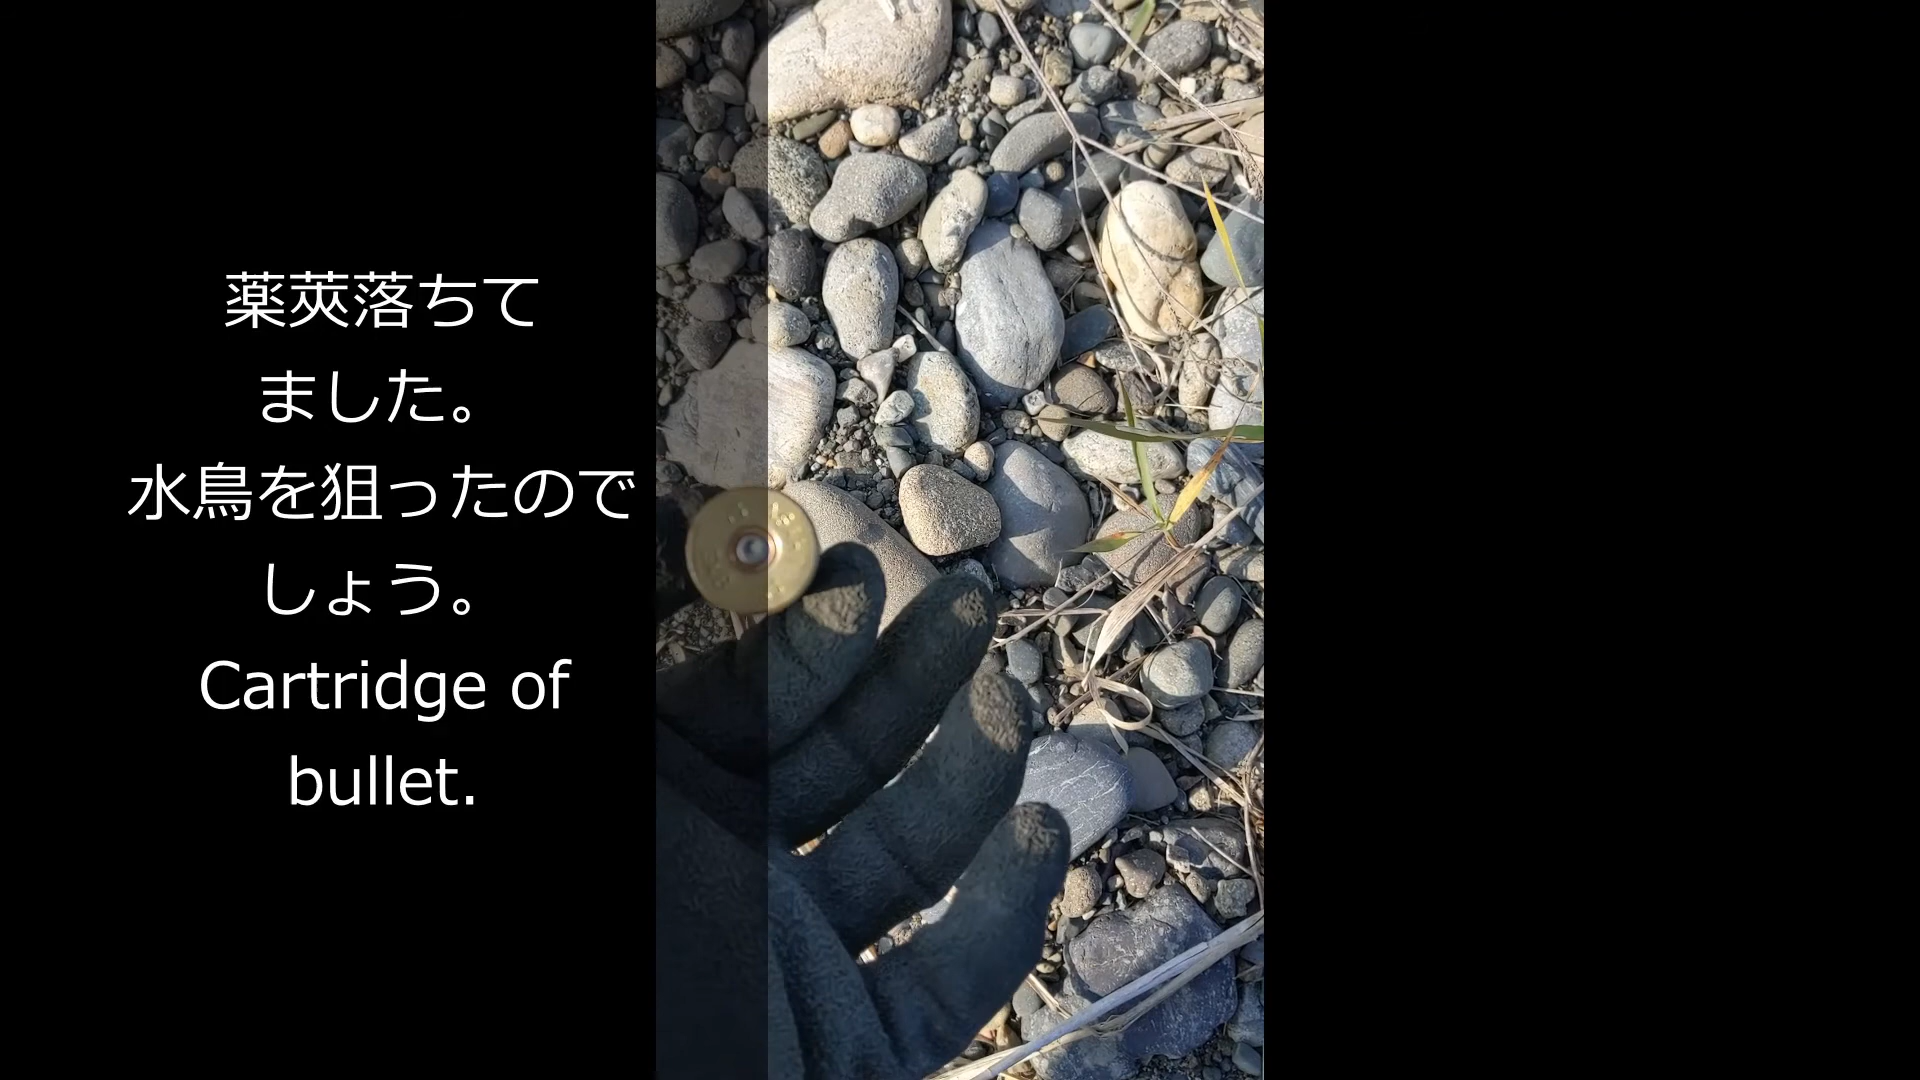 薬莢落ちて
ました。
水鳥を狙ったので
しょう。
Cartridge of
bullet.